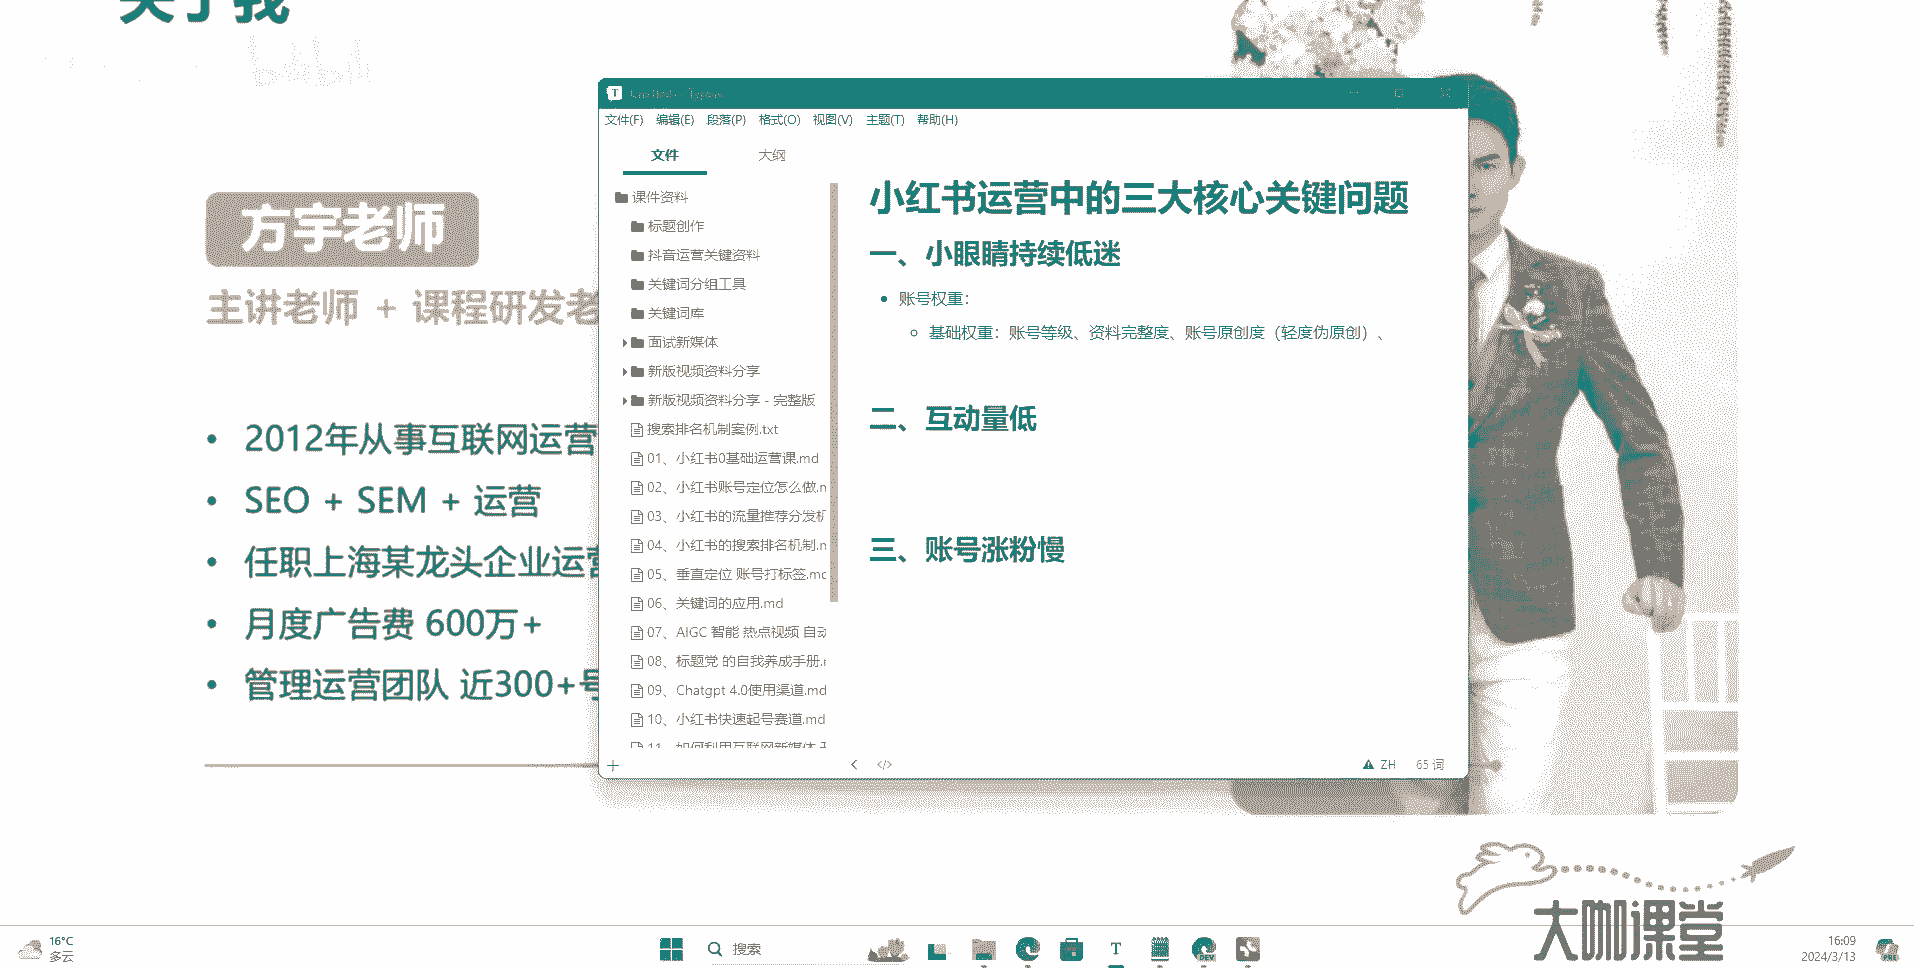 关于我
方宇老师
主讲老师 + 课程研发老
2012年从事互联网运营
SEO + SEM + 运营
任职上海某龙头企业运营
月度广告费 600万+
管理运营团队 近300+号
文件(F) 编辑(E) 段落(P) 格式(O) 视图(V) 主题(T) 帮助(H)
文件 大纲
课件资料
标题创作
抖音运营关键资料
关键词分组工具
关键词库
面试新媒体
新版视频资料分享
新版视频资料分享 - 完整版
搜索排名机制案例.txt
01、小红书0基础运营课.md
02、小红书账号定位怎么做.m
03、小红书的流量推荐分发机
04、小红书的搜索排名机制.m
05、垂直定位 账号打标签.md
06、关键词的应用.md
07、AIGC 智能 热点视频 自动
08、标题党 的自我养成手册.
09、Chatgpt 4.0使用渠道.md
10、小红书快速起号赛道.md
11、如何利用互联网新媒体
小红书运营中的三大核心关键问题
一、小眼睛持续低迷
账号权重：
基础权重：账号等级、资料完整度、账号原创度（轻度伪原创）、
二、互动量低
三、账号涨粉慢
ZH 65 词
大咖课堂
16°C
多云
搜索
T
DEV
16:09
2024/3/13
PRE